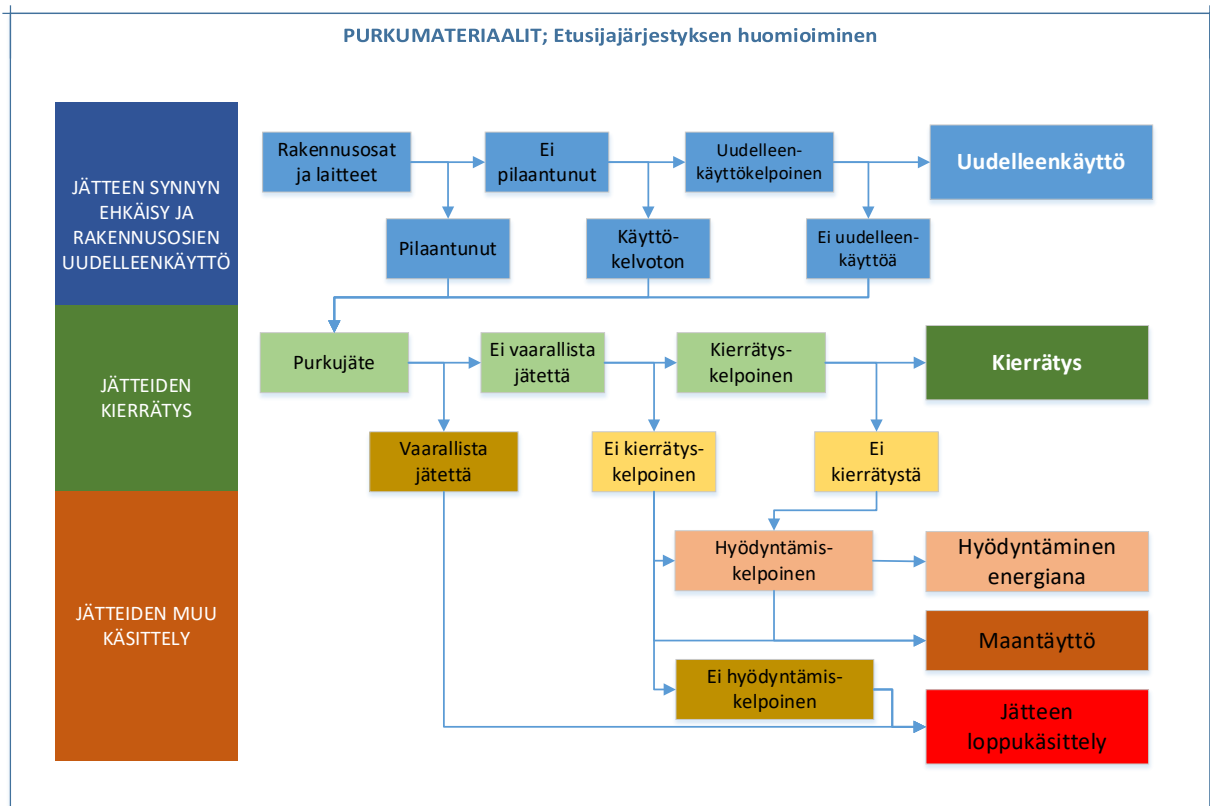 PURKUMATERIAALIT; Etusijajärjestyksen huomioiminen
JÄTTEEN SYNNYN
EHKÄISY JA
RAKENNUSOSIEN
UUDELLEENKÄYTTÖ
Rakennusosat
ja laitteet
Ei
pilaantunut
Uudelleen-
käyttökelpoinen
Uudelleenkäyttö
Pilaantunut
Käyttö-
kelvoton
Ei uudelleen-
käyttöä
JÄTTEIDEN
KIERRÄTYS
Purkujäte
Ei vaarallista
jätettä
Kierrätys-
kelpoinen
Kierrätys
Vaarallista
jätettä
Ei kierrätys-
kelpoinen
Ei
kierrätystä
JÄTTEIDEN MUU
KÄSITTELY
Hyödyntämis-
kelpoinen
Hyödyntäminen
energiana
Maantäyttö
Ei hyödyntämis-
kelpoinen
Jätteen
loppukäsittely